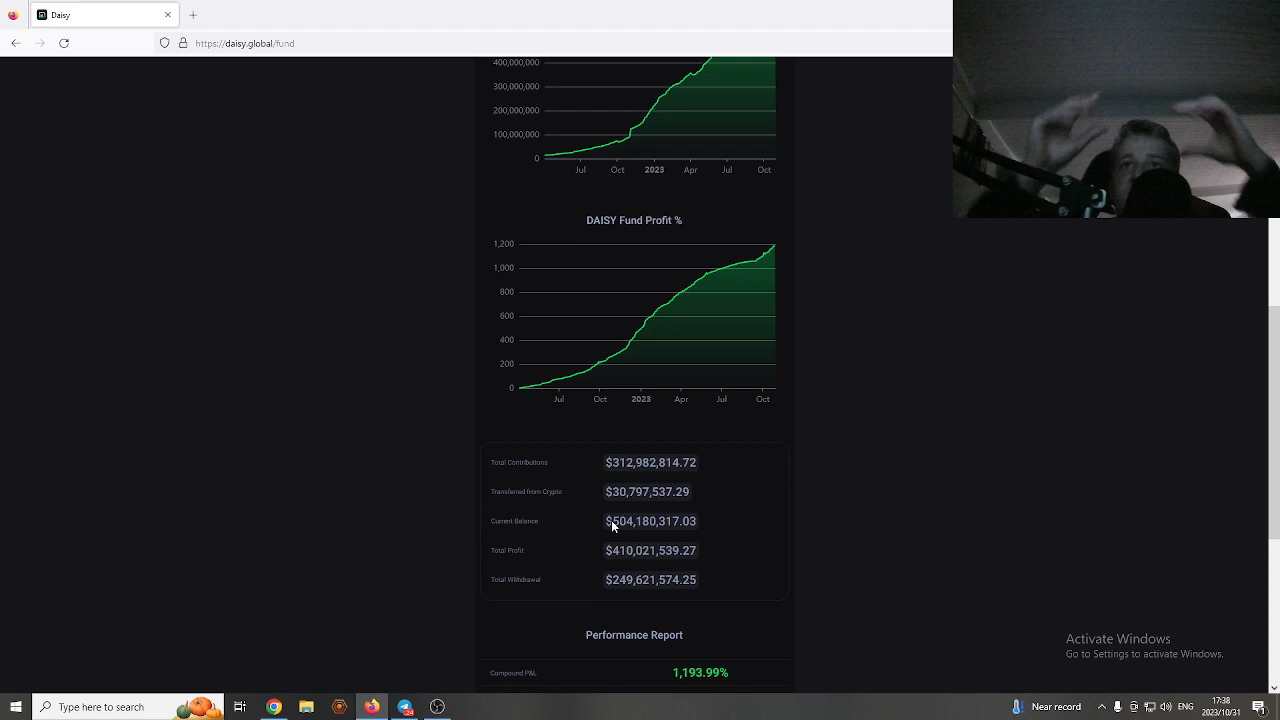 Daisy
https://daisy.global/fund
400,000,000
300,000,000
200,000,000
100,000,000
0
Jul Oct 2023 Apr Jul Oct
DAISY Fund Profit %
1,200
1,000
800
600
400
200
0
Jul Oct 2023 Apr Jul Oct
Total Contributions $312,982,814.72
Transferred from Crypto $30,797,537.29
Current Balance $504,180,317.03
Total Profit $410,021,539.27
Total Withdrawal $249,621,574.25
Performance Report
Compound P&L 1,193.99%
Activate Windows
Go to Settings to activate Windows.
Type here to search
24
Near record
17:38